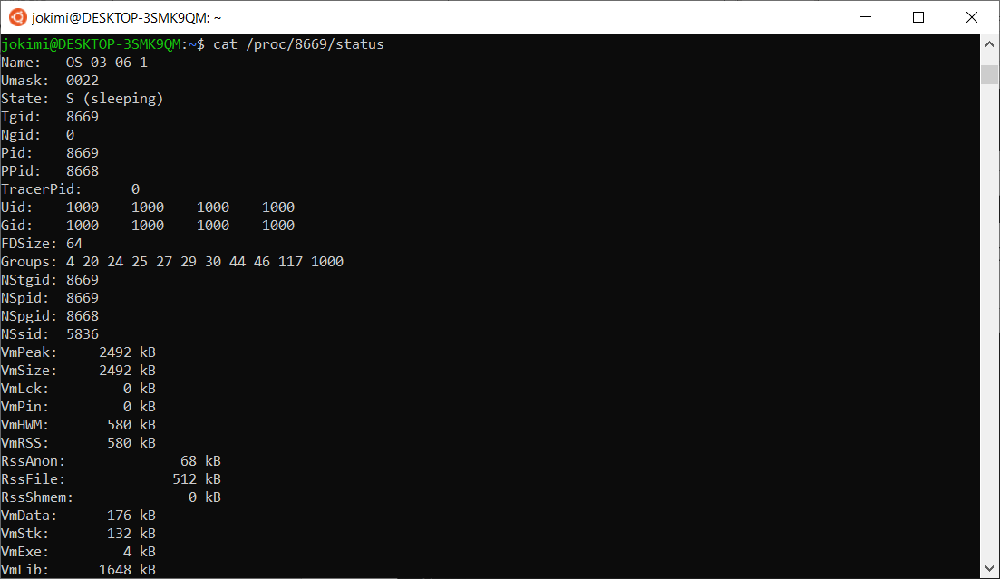 jokimi@DESKTOP-3SMK9QM: ~
jokimi@DESKTOP-3SMK9QM:~$ cat /proc/8669/status
Name:   OS-03-06-1
Umask:  0022
State:  S (sleeping)
Tgid:   8669
Ngid:   0
Pid:    8669
PPid:   8668
TracerPid:      0
Uid:    1000    1000    1000    1000
Gid:    1000    1000    1000    1000
FDSize: 64
Groups: 4 20 24 25 27 29 30 44 46 117 1000
NStgid: 8669
NSpid:  8669
NSpgid: 8668
NSsid:  5836
VmPeak:     2492 kB
VmSize:     2492 kB
VmLck:         0 kB
VmPin:         0 kB
VmHWM:       580 kB
VmRSS:       580 kB
RssAnon:              68 kB
RssFile:             512 kB
RssShmem:              0 kB
VmData:      176 kB
VmStk:       132 kB
VmExe:         4 kB
VmLib:      1648 kB